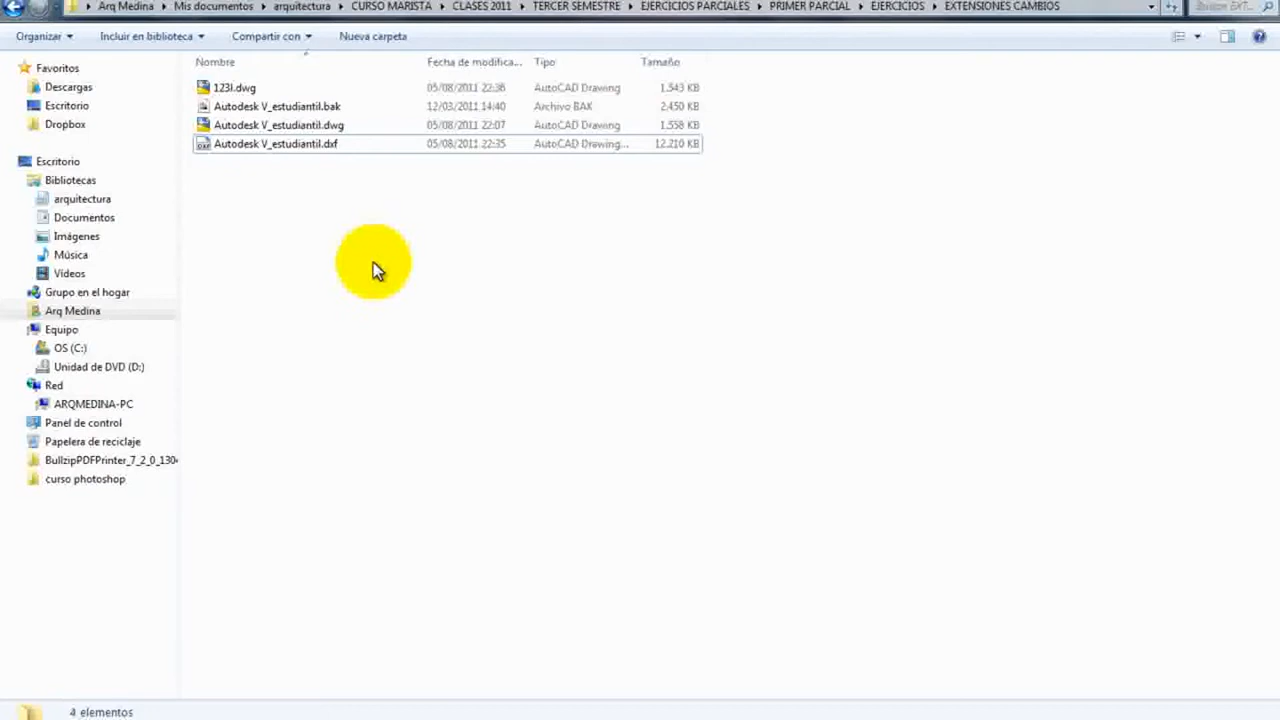 Arq Medina ▸ Mis documentos ▸ arquitectura ▸ CURSO MARISTA ▸ CLASES 2011 ▸ TERCER SEMESTRE ▸ EJERCICIOS PARCIALES ▸ PRIMER PARCIAL ▸ EJERCICIOS ▸ EXTENSIONES CAMBIOS
Organizar Incluir en biblioteca Compartir con Nueva carpeta
Nombre Fecha de modifica... Tipo Tamaño
123l.dwg 05/08/2011 22:36 AutoCAD Drawing 1.343 KB
Autodesk V_estudiantil.bak 12/03/2011 14:40 Archivo BAK 2.450 KB
Autodesk V_estudiantil.dwg 05/08/2011 22:07 AutoCAD Drawing 1.558 KB
Autodesk V_estudiantil.dxf 05/08/2011 22:35 AutoCAD Drawing... 12.210 KB
Favoritos
Descargas
Escritorio
Dropbox
Escritorio
Bibliotecas
arquitectura
Documentos
Imágenes
Música
Vídeos
Grupo en el hogar
Arq Medina
Equipo
OS (C:)
Unidad de DVD (D:)
Red
ARQMEDINA-PC
Panel de control
Papelera de reciclaje
BullzipPDFPrinter_7_2_0_130
curso photoshop
4 elementos